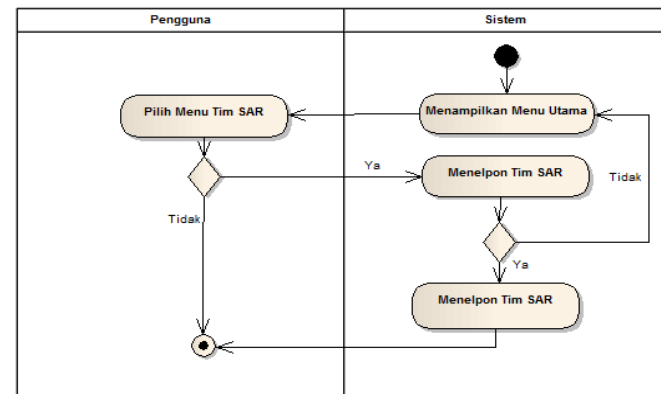 Pengguna
Sistem
Menampilkan Menu Utama
Pilih Menu Tim SAR
Ya
Menelpon Tim SAR
Tidak
Tidak
Ya
Menelpon Tim SAR